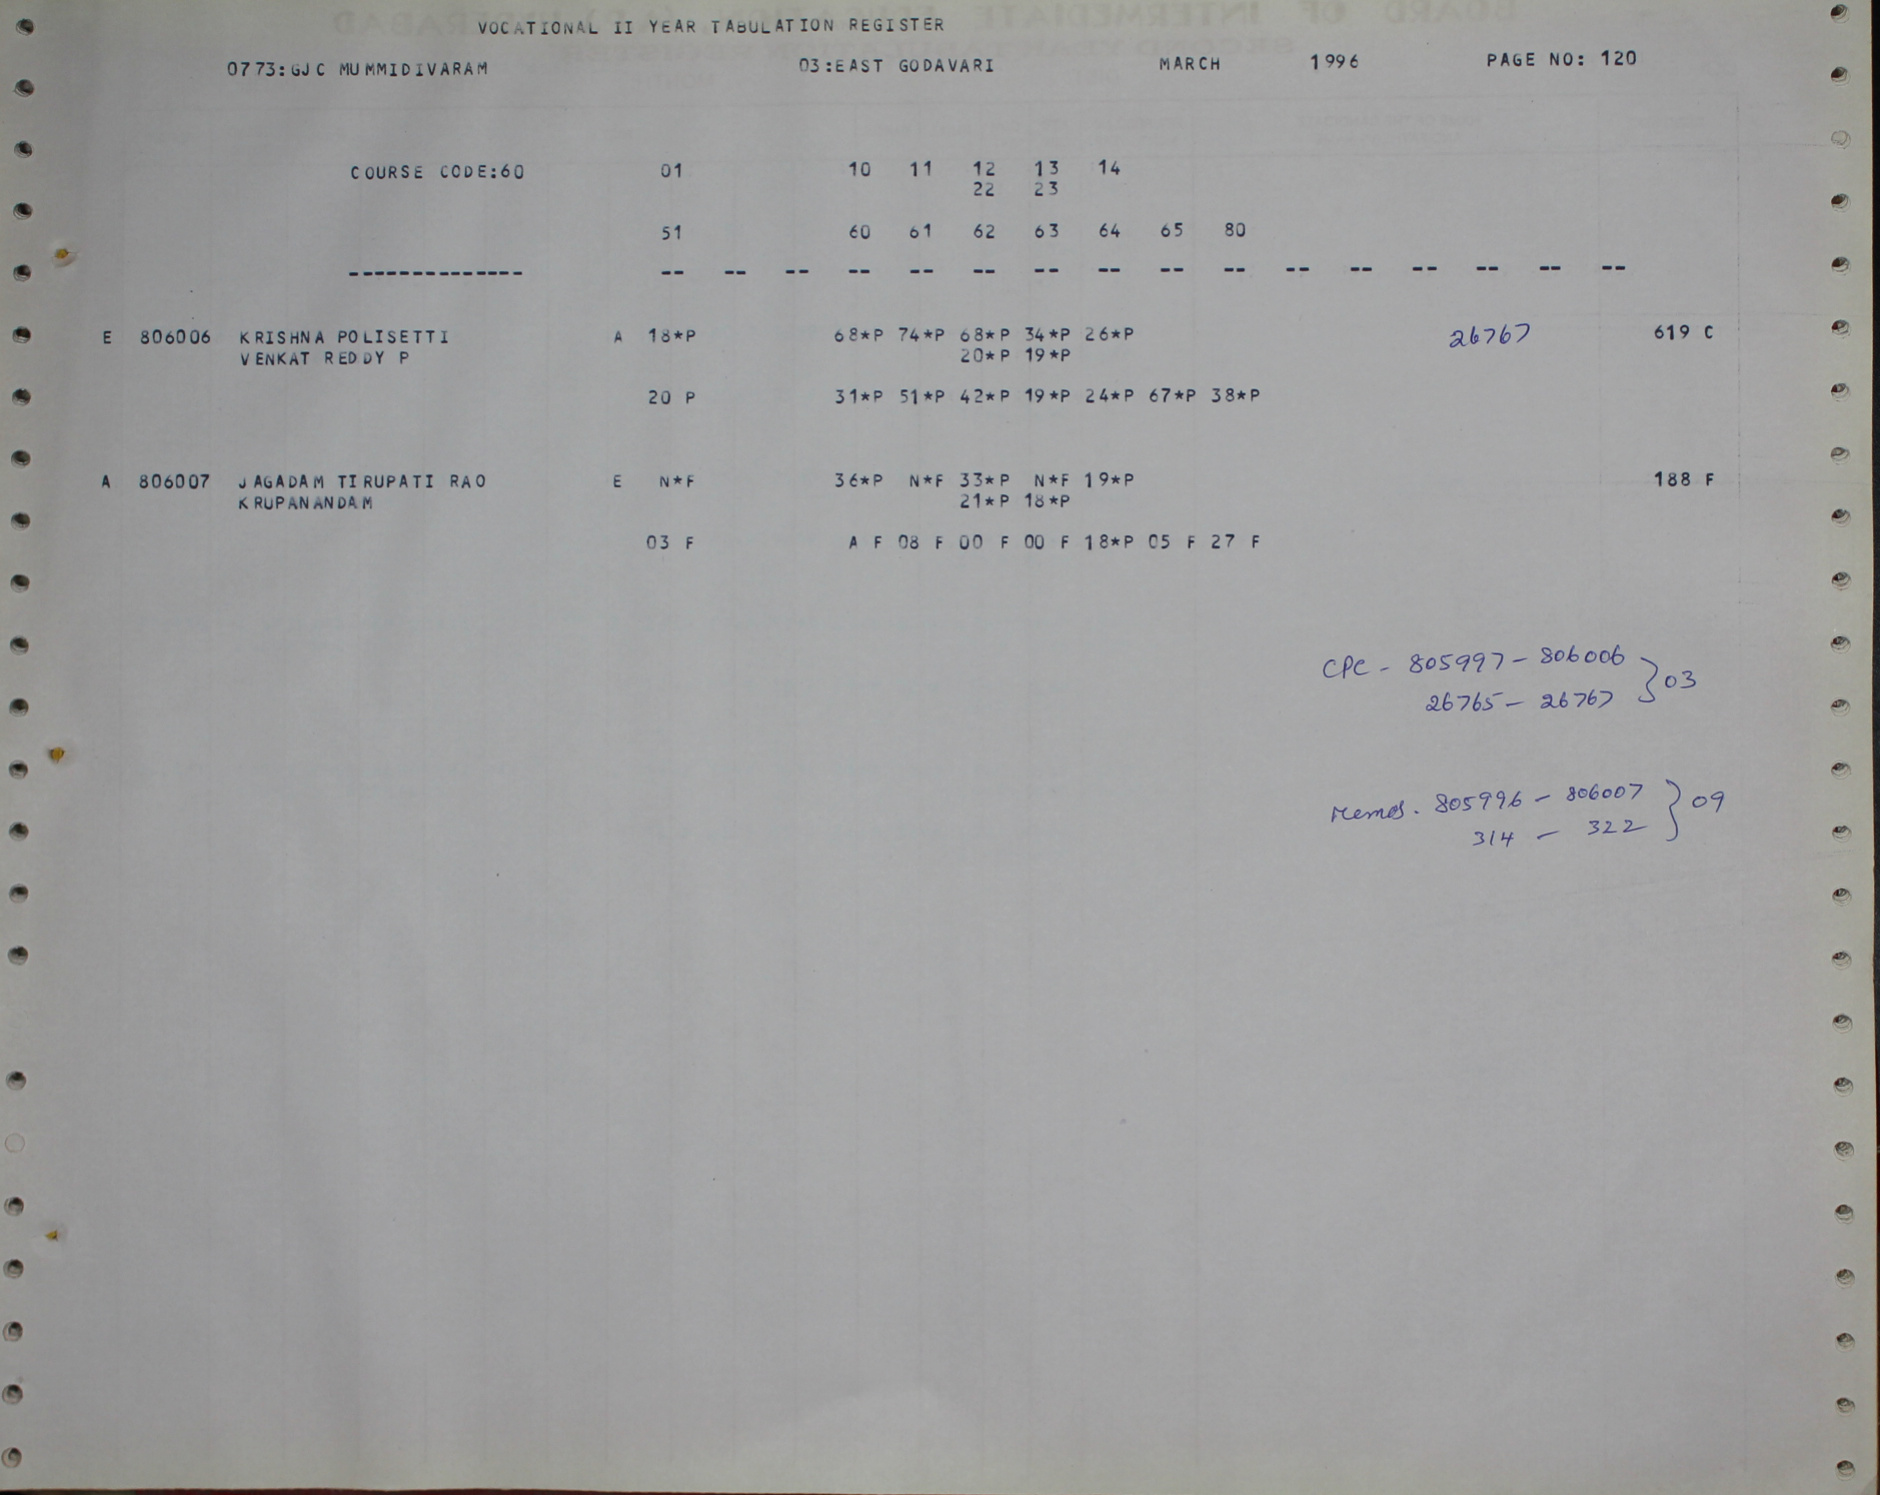 VOCATIONAL II YEAR TABULATION REGISTER
0773:GJC MUMMIDIVARAM 03:EAST GODAVARI MARCH 1996 PAGE NO: 120
COURSE CODE:60 01 10 11 12 13 14
22 23
51 60 61 62 63 64 65 80
-------------- -- -- -- -- -- -- -- -- -- -- -- -- -- -- -- --
E 806006 KRISHNA POLISETTI A 18*P 68*P 74*P 68*P 34*P 26*P 26767 619 C
VENKAT REDDY P 20*P 19*P
20 P 31*P 51*P 42*P 19*P 24*P 67*P 38*P
A 806007 JAGADAM TIRUPATI RAO E N*F 36*P N*F 33*P N*F 19*P 188 F
KRUPANANDAM 21*P 18*P
03 F A F 08 F 00 F 00 F 18*P 05 F 27 F
CPC - 805997 - 806006 } 03
26765 - 26767
Memos. 805996 - 806007 } 09
314 - 322